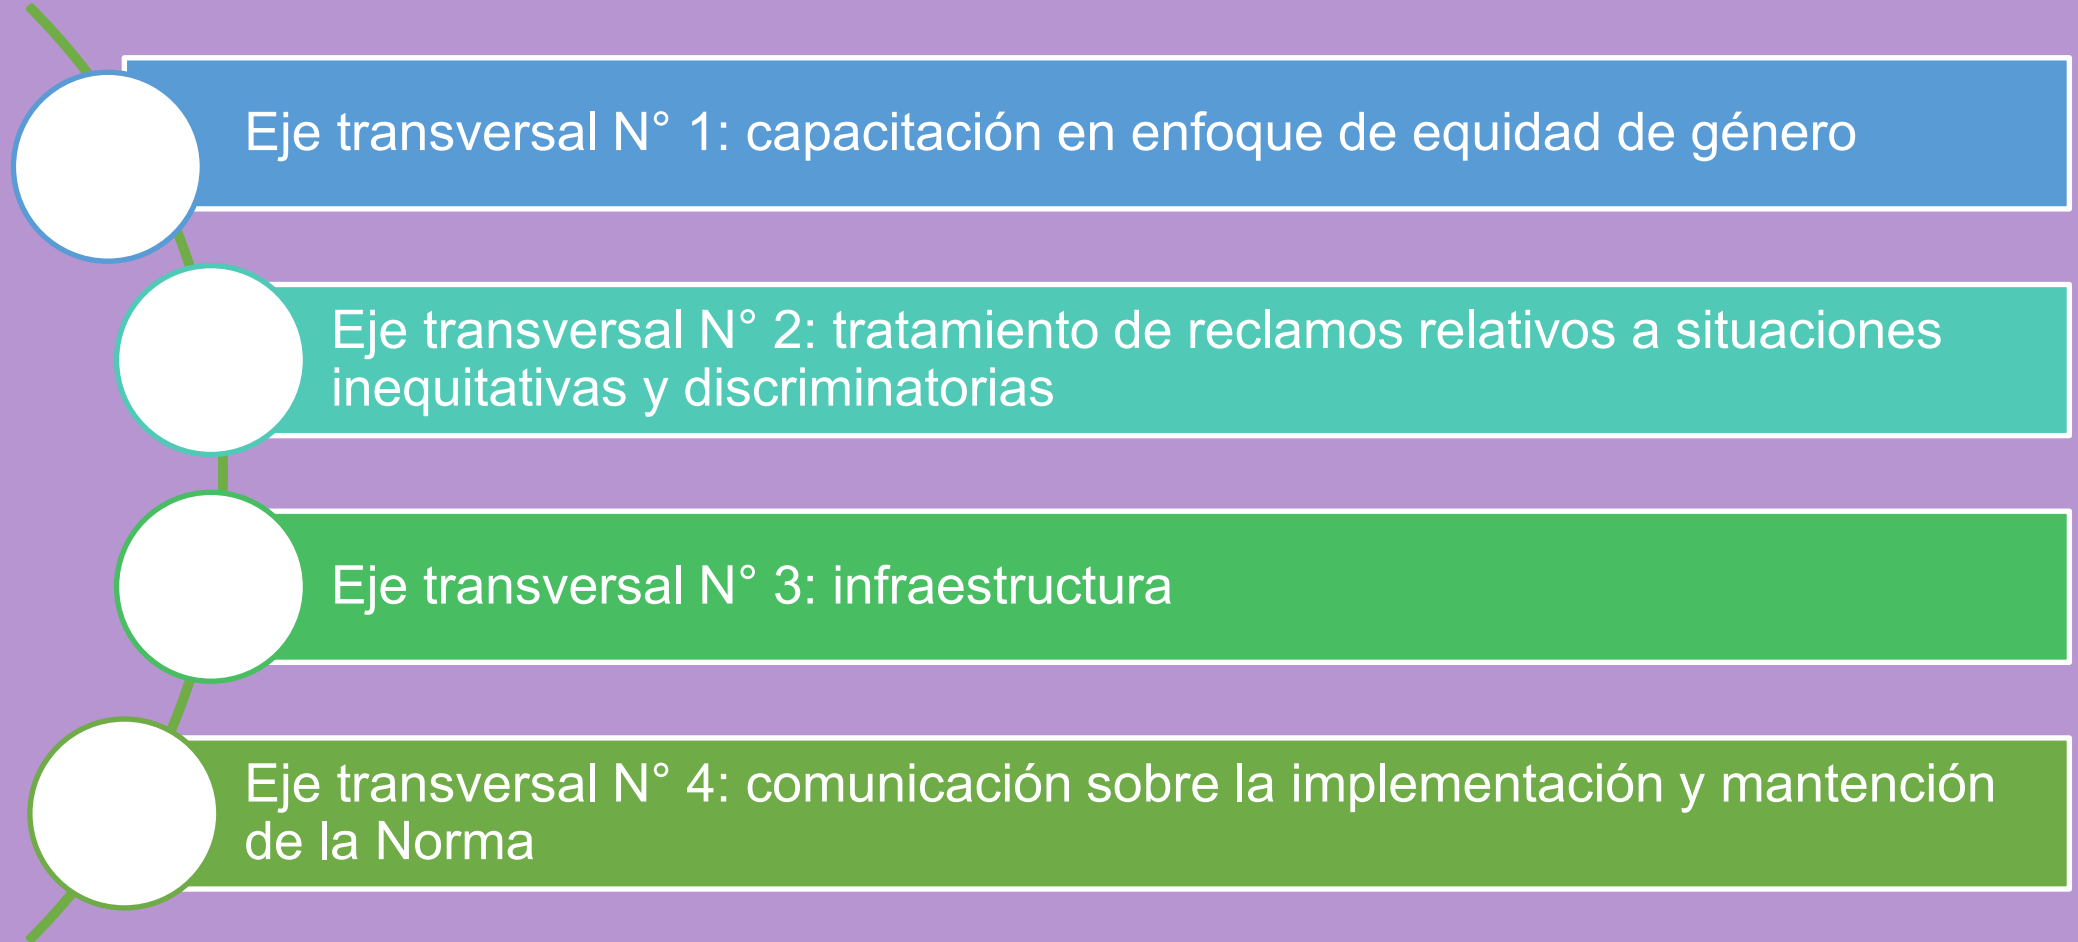 Eje transversal N° 1: capacitación en enfoque de equidad de género
Eje transversal N° 2: tratamiento de reclamos relativos a situaciones
inequitativas y discriminatorias
Eje transversal N° 3: infraestructura
Eje transversal N° 4: comunicación sobre la implementación y mantención
de la Norma